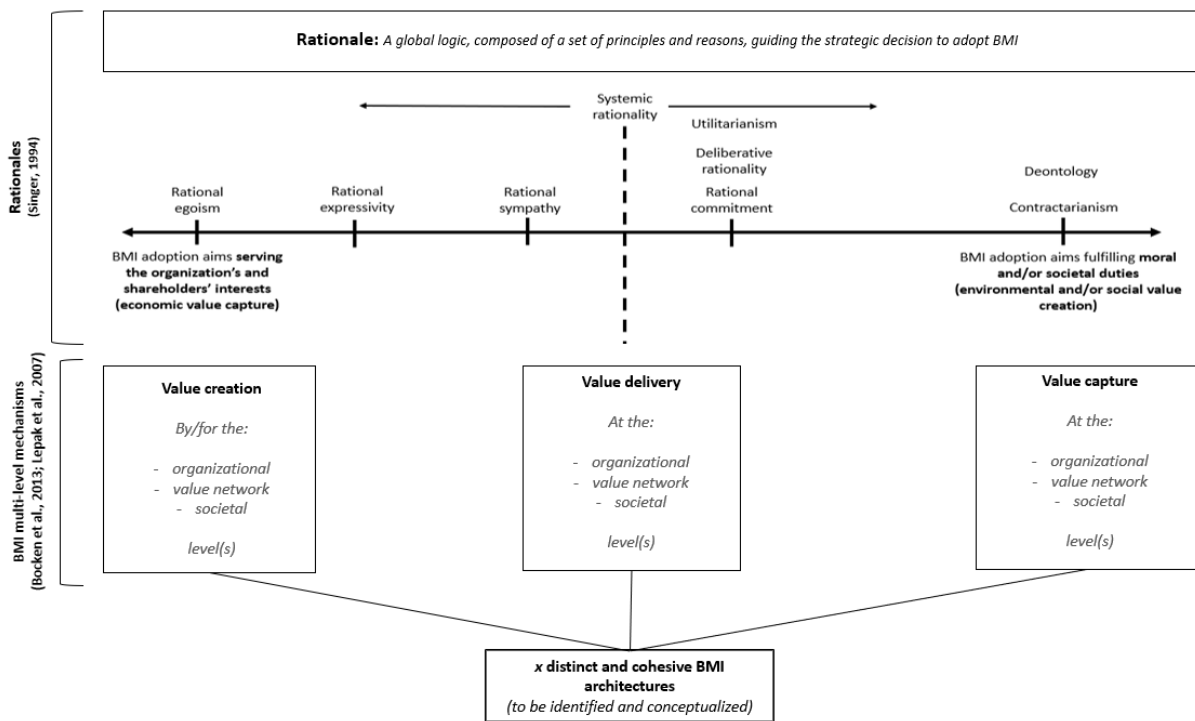 Rationale: A global logic, composed of a set of principles and reasons, guiding the strategic decision to adopt BMI
Rationales
(Singer, 1994)
Systemic
rationality
Utilitarianism
Deliberative
rationality
Deontology
Rational
egoism
Rational
expressivity
Rational
sympathy
Rational
commitment
Contractarianism
BMI adoption aims serving
the organization's and
shareholders' interests
(economic value capture)
BMI adoption aims fulfilling moral
and/or societal duties
(environmental and/or social value
creation)
BMI multi-level mechanisms
(Bocken et al., 2013; Lepak et al., 2007)
Value creation
By/for the:
- organizational
- value network
- societal
level(s)
Value delivery
At the:
- organizational
- value network
- societal
level(s)
Value capture
At the:
- organizational
- value network
- societal
level(s)
x distinct and cohesive BMI
architectures
(to be identified and conceptualized)